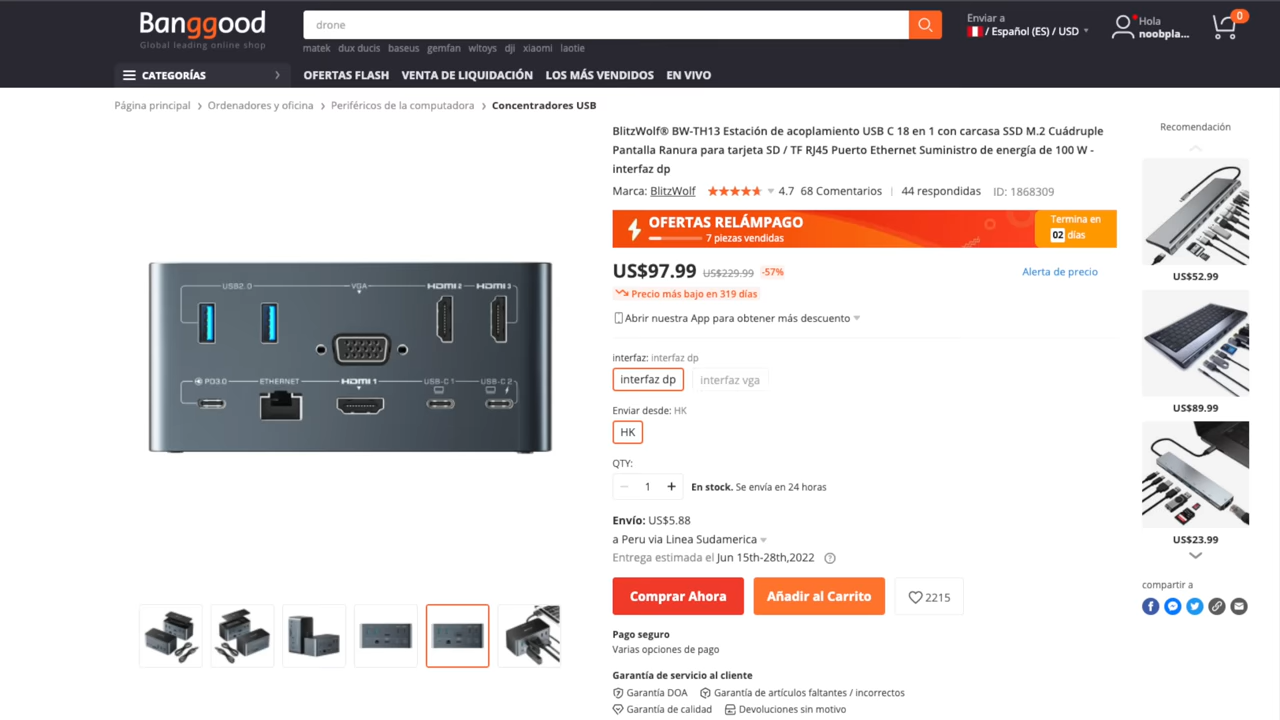 Banggood
Global leading online shop
drone
matek dux ducis baseus gemfan wltoys dji xiaomi laotie
Enviar a
/ Español (ES) / USD
Hola
noobpla...
0
CATEGORÍAS
OFERTAS FLASH VENTA DE LIQUIDACIÓN LOS MÁS VENDIDOS EN VIVO
Página principal > Ordenadores y oficina > Periféricos de la computadora > Concentradores USB
BlitzWolf® BW-TH13 Estación de acoplamiento USB C 18 en 1 con carcasa SSD M.2 Cuádruple
Pantalla Ranura para tarjeta SD / TF RJ45 Puerto Ethernet Suministro de energía de 100 W -
interfaz dp
Marca: BlitzWolf 4.7 68 Comentarios | 44 respondidas ID: 1868309
OFERTAS RELÁMPAGO
7 piezas vendidas
Termina en
02 días
US$97.99 US$229.99 -57%
Alerta de precio
Precio más bajo en 319 días
Abrir nuestra App para obtener más descuento
interfaz: interfaz dp
interfaz dp interfaz vga
Enviar desde: HK
HK
QTY:
− 1 + En stock. Se envía en 24 horas
Envío: US$5.88
a Peru via Linea Sudamerica
Entrega estimada el Jun 15th-28th,2022 ?
Comprar Ahora Añadir al Carrito 2215
Pago seguro
Varias opciones de pago
Garantía de servicio al cliente
Garantía DOA Garantía de artículos faltantes / incorrectos
Garantía de calidad Devoluciones sin motivo
USB2.0 VGA HDMI 2 HDMI 3
PD3.0 ETHERNET HDMI 1 USB-C 1 USB-C 2
Recomendación
US$52.99
US$89.99
US$23.99
compartir a